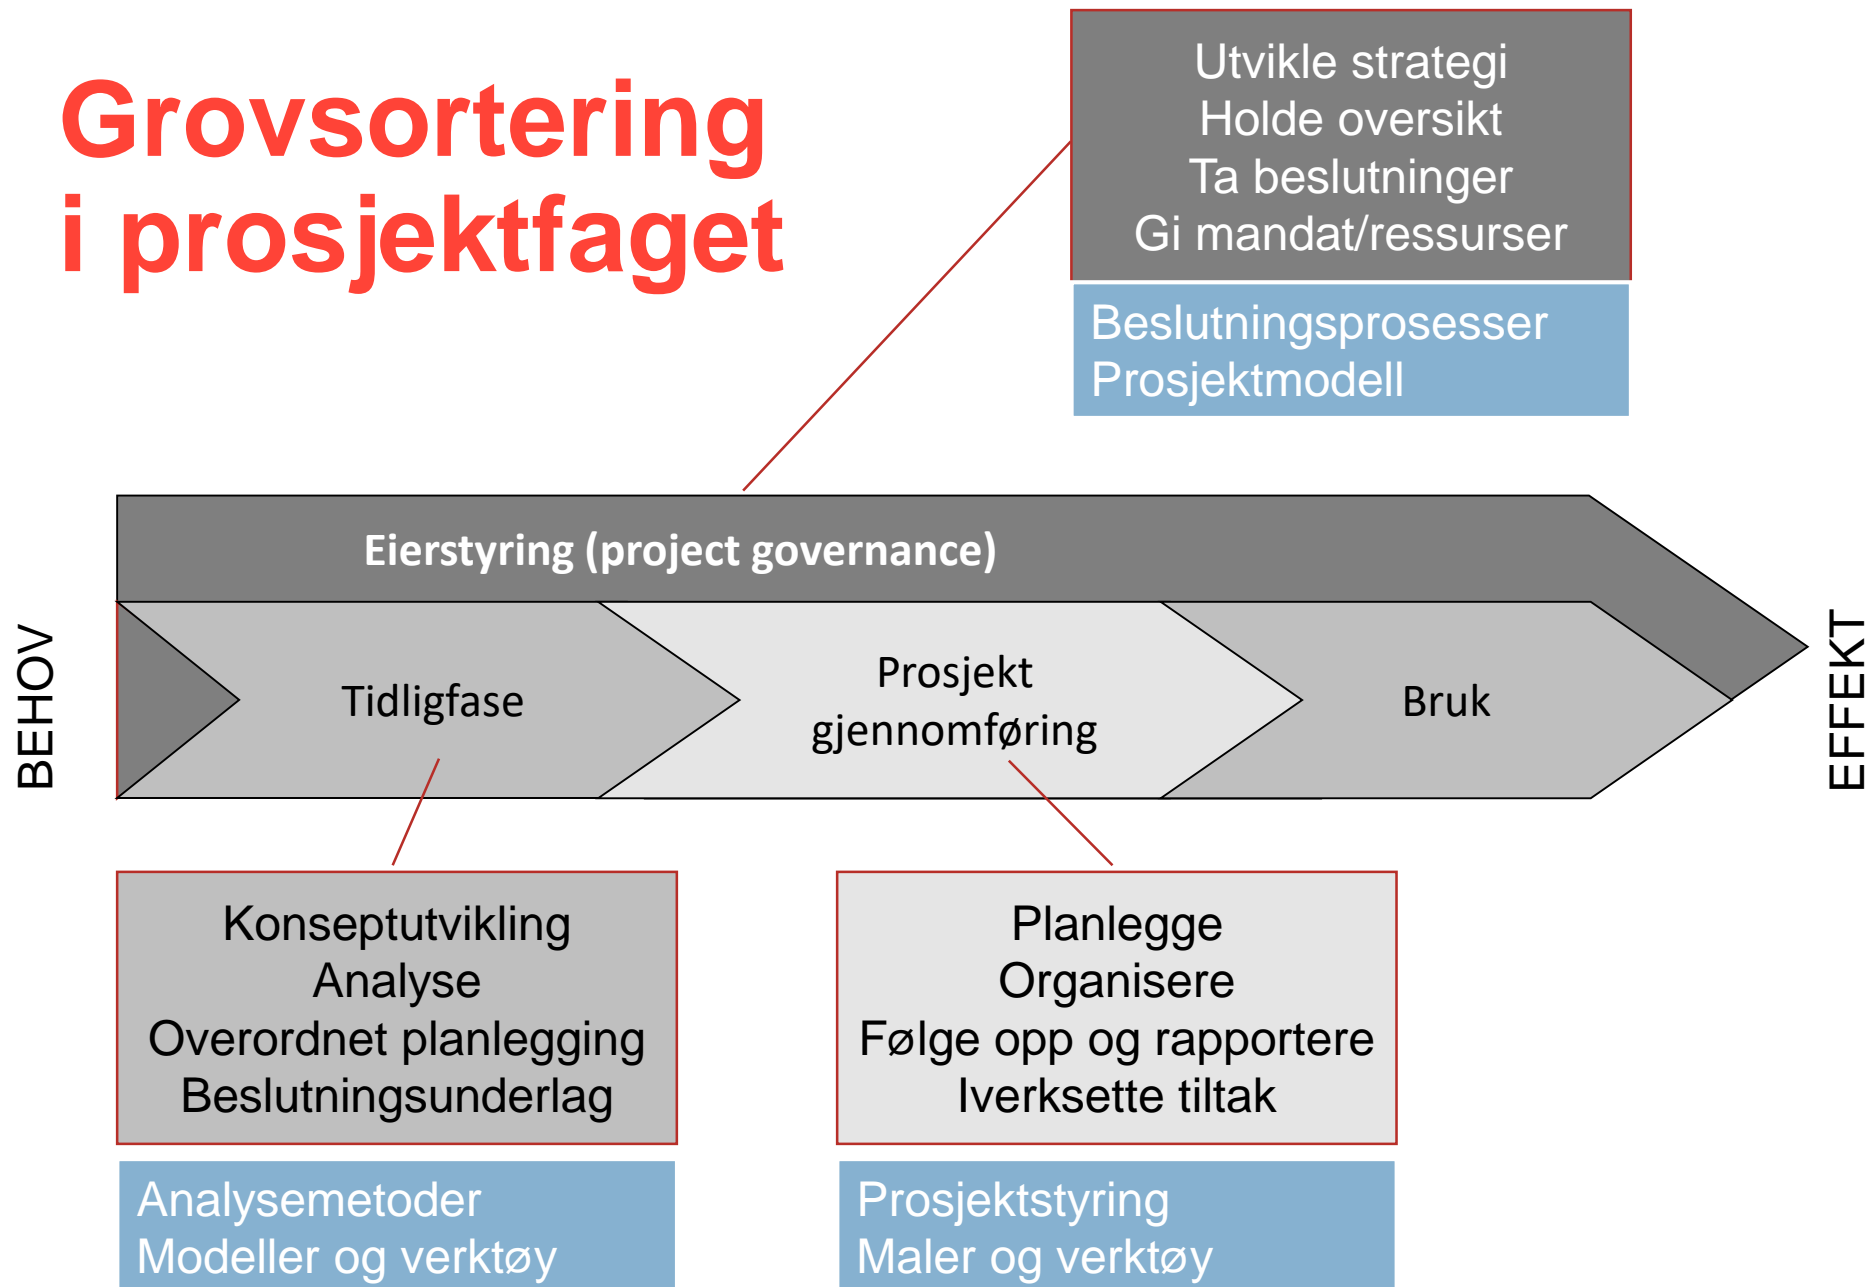 Grovsortering
i prosjektfaget
Utvikle strategi
Holde oversikt
Ta beslutninger
Gi mandat/ressurser
Beslutningsprosesser
Prosjektmodell
Eierstyring (project governance)
BEHOV
Tidligfase
Prosjekt
gjennomføring
Bruk
EFFEKT
Konseptutvikling
Analyse
Overordnet planlegging
Beslutningsunderlag
Analysemetoder
Modeller og verktøy
Planlegge
Organisere
Følge opp og rapportere
Iverksette tiltak
Prosjektstyring
Maler og verktøy